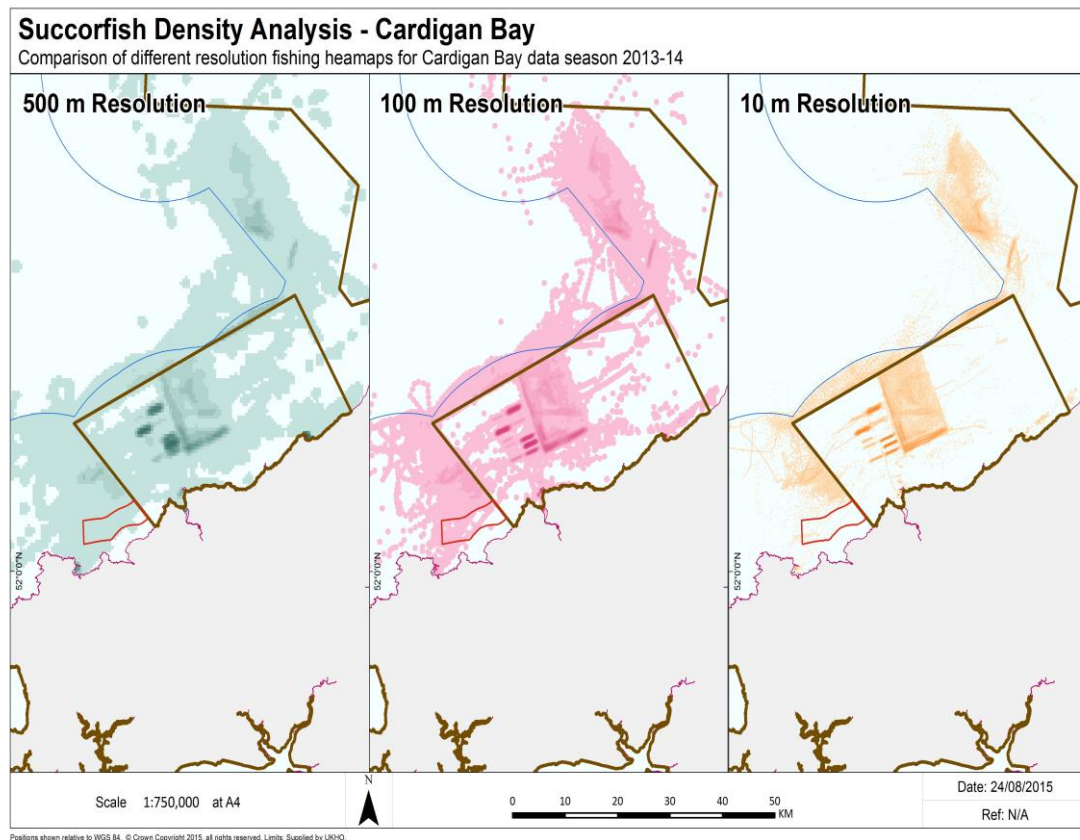 Succorfish Density Analysis - Cardigan Bay
Comparison of different resolution fishing heamaps for Cardigan Bay data season 2013-14
500 m Resolution
100 m Resolution
10 m Resolution
52°0'0"N
52°0'0"N
52°0'0"N
Scale 1:750,000 at A4
N
0 10 20 30 40 50
KM
Date: 24/08/2015
Ref: N/A
Positions shown relative to WGS 84. © Crown Copyright 2015, all rights reserved. Limits: Supplied by UKHO.